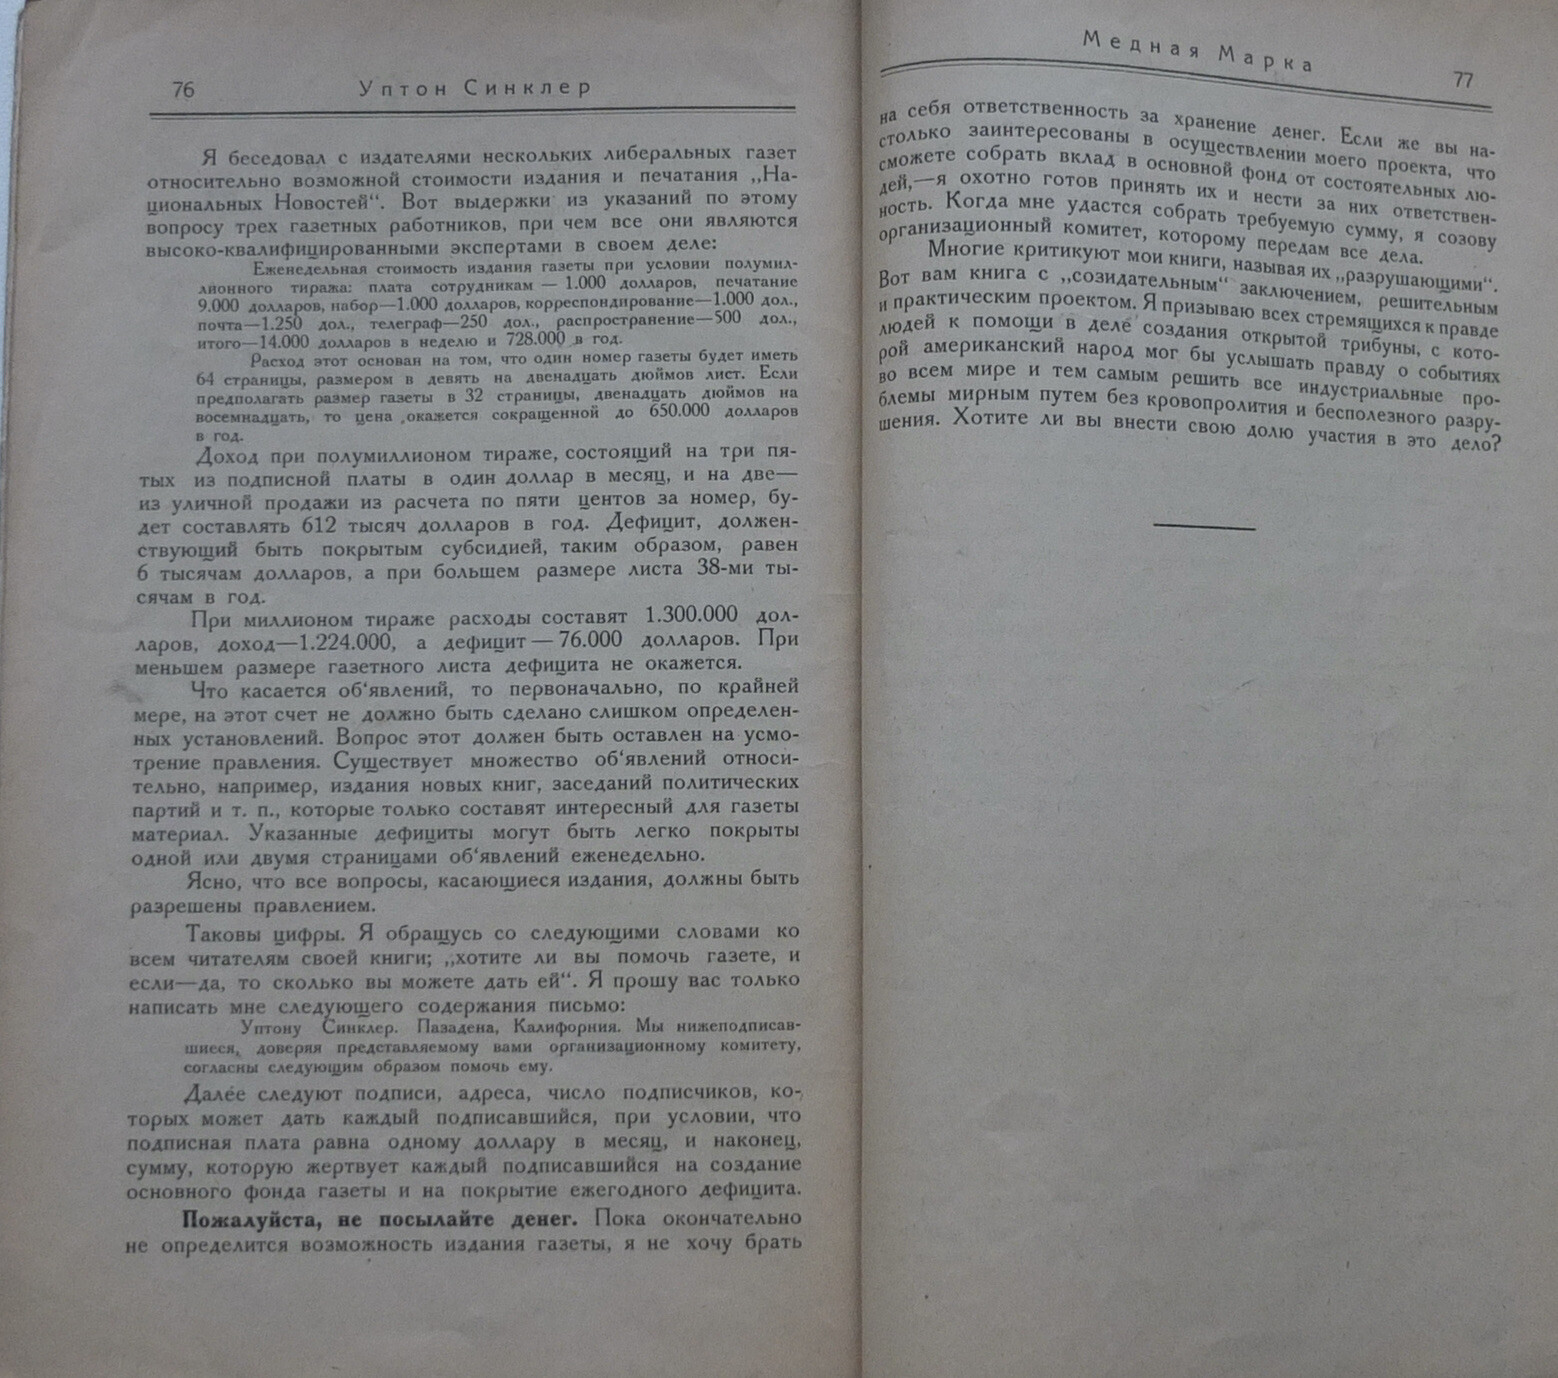 76
Уптон Синклер
Я беседовал с издателями нескольких либеральных газет
относительно возможной стоимости издания и печатания „На-
циональных Новостей“. Вот выдержки из указаний по этому
вопросу трех газетных работников, при чем все они являются
высоко-квалифицированными экспертами в своем деле:
Еженедельная стоимость издания газеты при условии полумил-
лионного тиража: плата сотрудникам — 1.000 долларов, печатание
9.000 долларов, набор—1.000 долларов, корреспондирование—1.000 дол.,
почта—1.250 дол., телеграф—250 дол., распространение—500 дол.,
итого—14.000 долларов в неделю и 728.000 в год.
Расход этот основан на том, что один номер газеты будет иметь
64 страницы, размером в девять на двенадцать дюймов лист. Если
предполагать размер газеты в 32 страницы, двенадцать дюймов на
восемнадцать, то цена окажется сокращенной до 650.000 долларов
в год.
Доход при полумиллионом тираже, состоящий на три пя-
тых из подписной платы в один доллар в месяц, и на две—
из уличной продажи из расчета по пяти центов за номер, бу-
дет составлять 612 тысяч долларов в год. Дефицит, должен-
ствующий быть покрытым субсидией, таким образом, равен
6 тысячам долларов, а при большем размере листа 38-ми ты-
сячам в год.
При миллионом тираже расходы составят 1.300.000 дол-
ларов, доход—1.224.000, а дефицит — 76.000 долларов. При
меньшем размере газетного листа дефицита не окажется.
Что касается об‘явлений, то первоначально, по крайней
мере, на этот счет не должно быть сделано слишком определен-
ных установлений. Вопрос этот должен быть оставлен на усмо-
трение правления. Существует множество об‘явлений относи-
тельно, например, издания новых книг, заседаний политических
партий и т. п., которые только составят интересный для газеты
материал. Указанные дефициты могут быть легко покрыты
одной или двумя страницами об‘явлений еженедельно.
Ясно, что все вопросы, касающиеся издания, должны быть
разрешены правлением.
Таковы цифры. Я обращусь со следующими словами ко
всем читателям своей книги; „хотите ли вы помочь газете, и
если—да, то сколько вы можете дать ей“. Я прошу вас только
написать мне следующего содержания письмо:
Уптону Синклер. Пазадена, Калифорния. Мы нижеподписав-
шиеся, доверяя представляемому вами организационному комитету,
согласны следующим образом помочь ему.
Далее следуют подписи, адреса, число подписчиков, ко-
торых может дать каждый подписавшийся, при условии, что
подписная плата равна одному доллару в месяц, и наконец,
сумму, которую жертвует каждый подписавшийся на создание
основного фонда газеты и на покрытие ежегодного дефицита.
Пожалуйста, не посылайте денег. Пока окончательно
не определится возможность издания газеты, я не хочу брать
Медная Марка
77
на себя ответственность за хранение денег. Если же вы на-
столько заинтересованы в осуществлении моего проекта, что
сможете собрать вклад в основной фонд от состоятельных лю-
дей,—я охотно готов принять их и нести за них ответствен-
ность. Когда мне удастся собрать требуемую сумму, я созову
организационный комитет, которому передам все дела.
Многие критикуют мои книги, называя их „разрушающими“.
Вот вам книга с „созидательным“ заключением, решительным
и практическим проектом. Я призываю всех стремящихся к правде
людей к помощи в деле создания открытой трибуны, с кото-
рой американский народ мог бы услышать правду о событиях
во всем мире и тем самым решить все индустриальные про-
блемы мирным путем без кровопролития и бесполезного разру-
шения. Хотите ли вы внести свою долю участия в это дело?